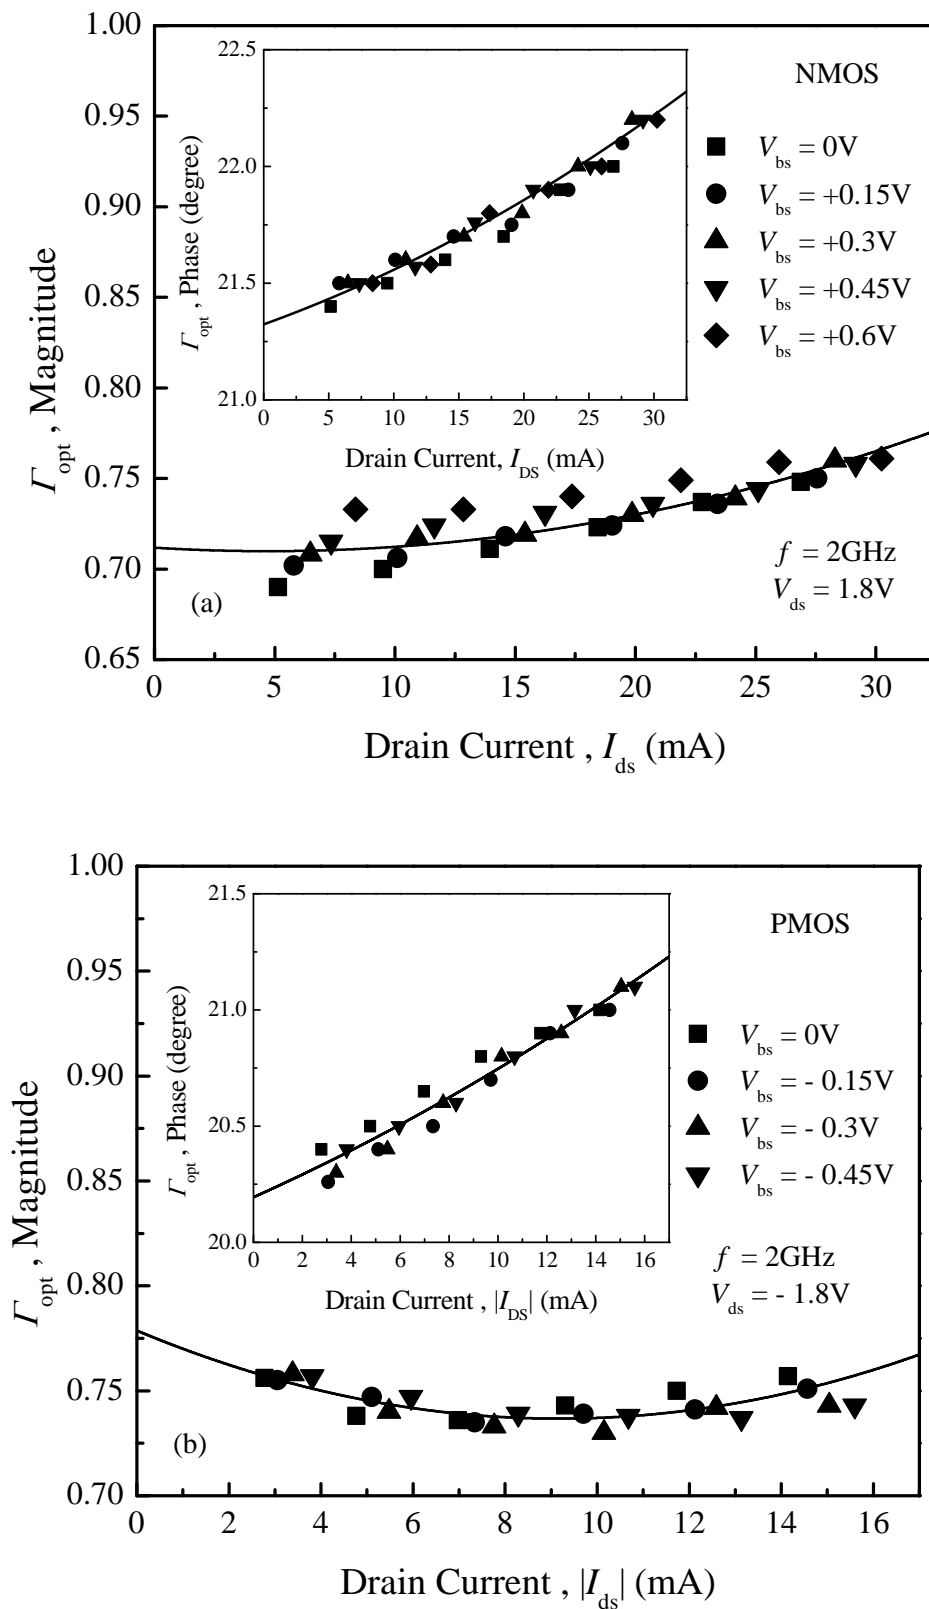 1.00
0.95
0.90
0.85
0.80
0.75
0.70
0.65
Γopt , Magnitude
22.5
22.0
21.5
21.0
Γopt , Phase (degree)
0 5 10 15 20 25 30
Drain Current, IDS (mA)
NMOS
Vbs = 0V
Vbs = +0.15V
Vbs = +0.3V
Vbs = +0.45V
Vbs = +0.6V
f = 2GHz
Vds = 1.8V
(a)
0 5 10 15 20 25 30
Drain Current , Ids (mA)
1.00
0.95
0.90
0.85
0.80
0.75
0.70
Γopt , Magnitude
21.5
21.0
20.5
20.0
Γopt , Phase (degree)
0 2 4 6 8 10 12 14 16
Drain Current , |IDS| (mA)
PMOS
Vbs = 0V
Vbs = - 0.15V
Vbs = - 0.3V
Vbs = - 0.45V
f = 2GHz
Vds = - 1.8V
(b)
0 2 4 6 8 10 12 14 16
Drain Current , |Ids| (mA)